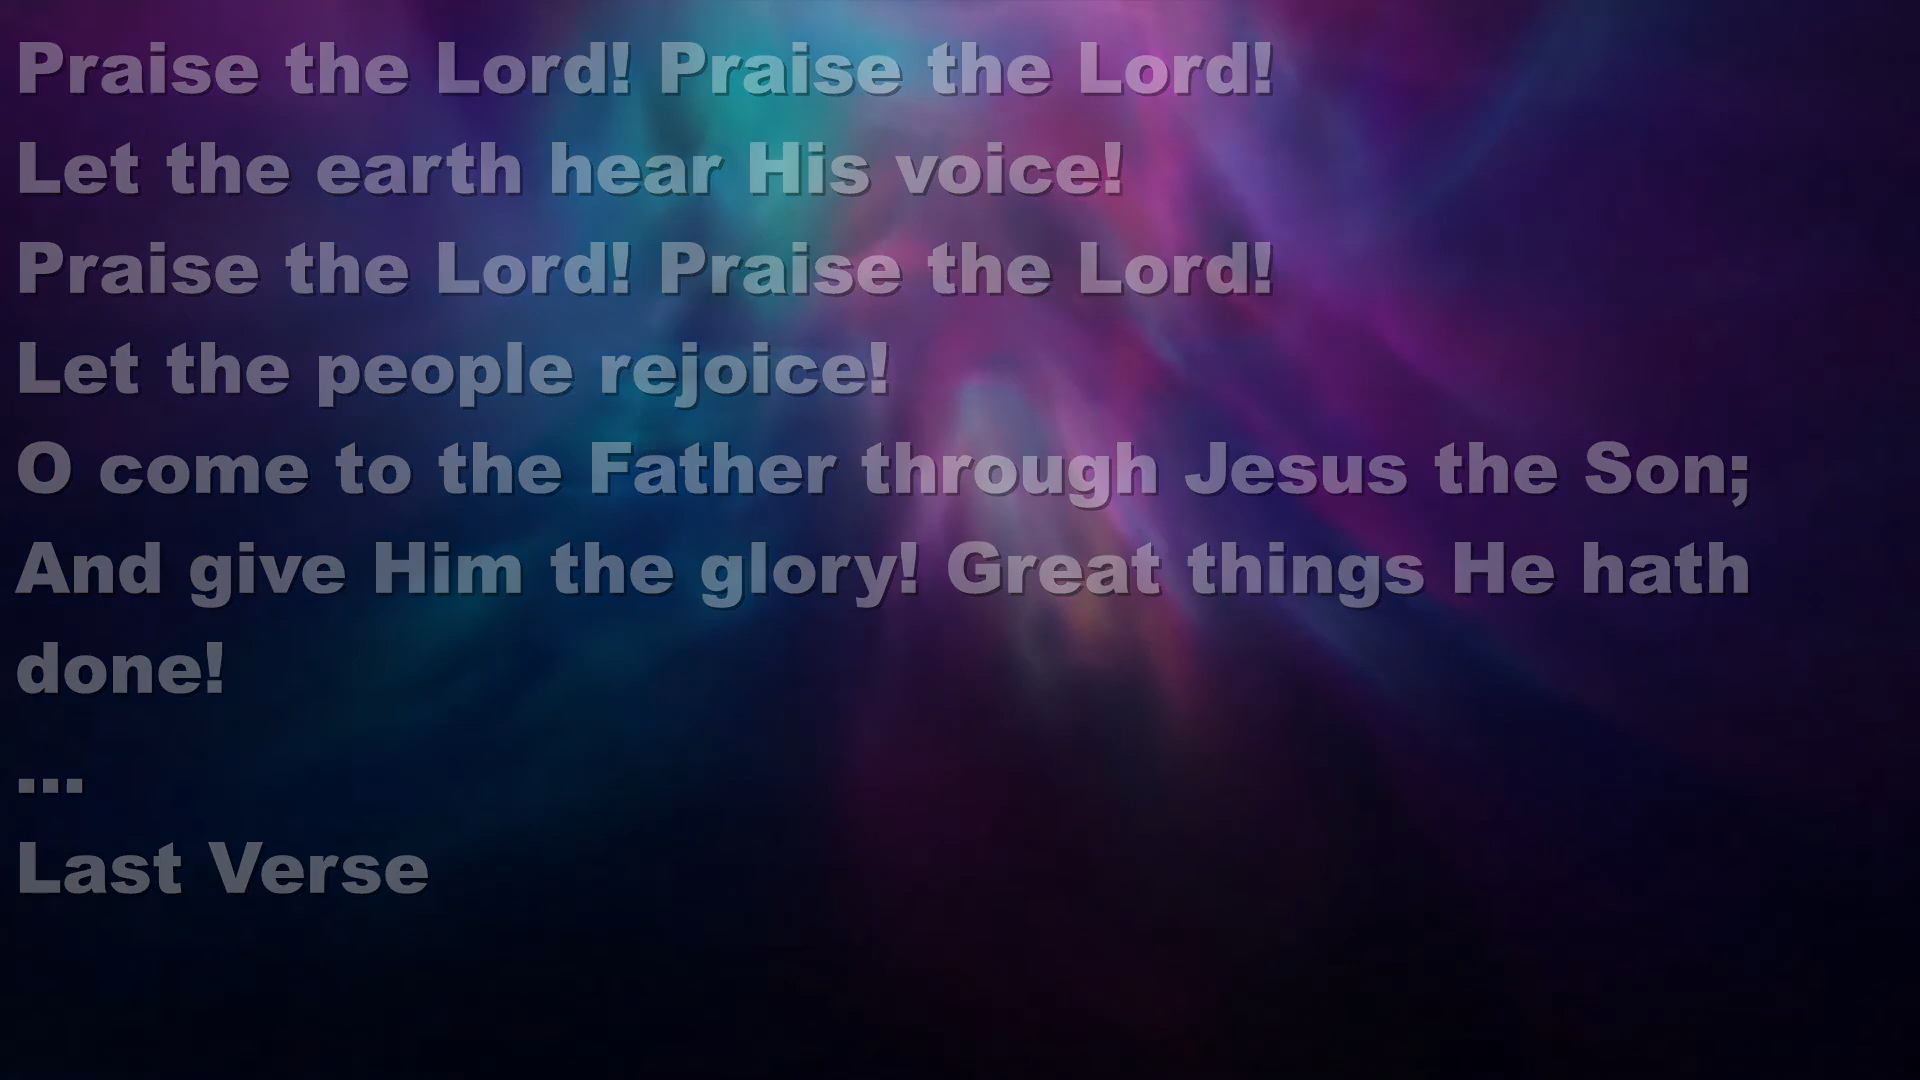 Praise the Lord! Praise the Lord!
Let the earth hear His voice!
Praise the Lord! Praise the Lord!
Let the people rejoice!
O come to the Father through Jesus the Son;
And give Him the glory! Great things He hath
done!
...
Last Verse